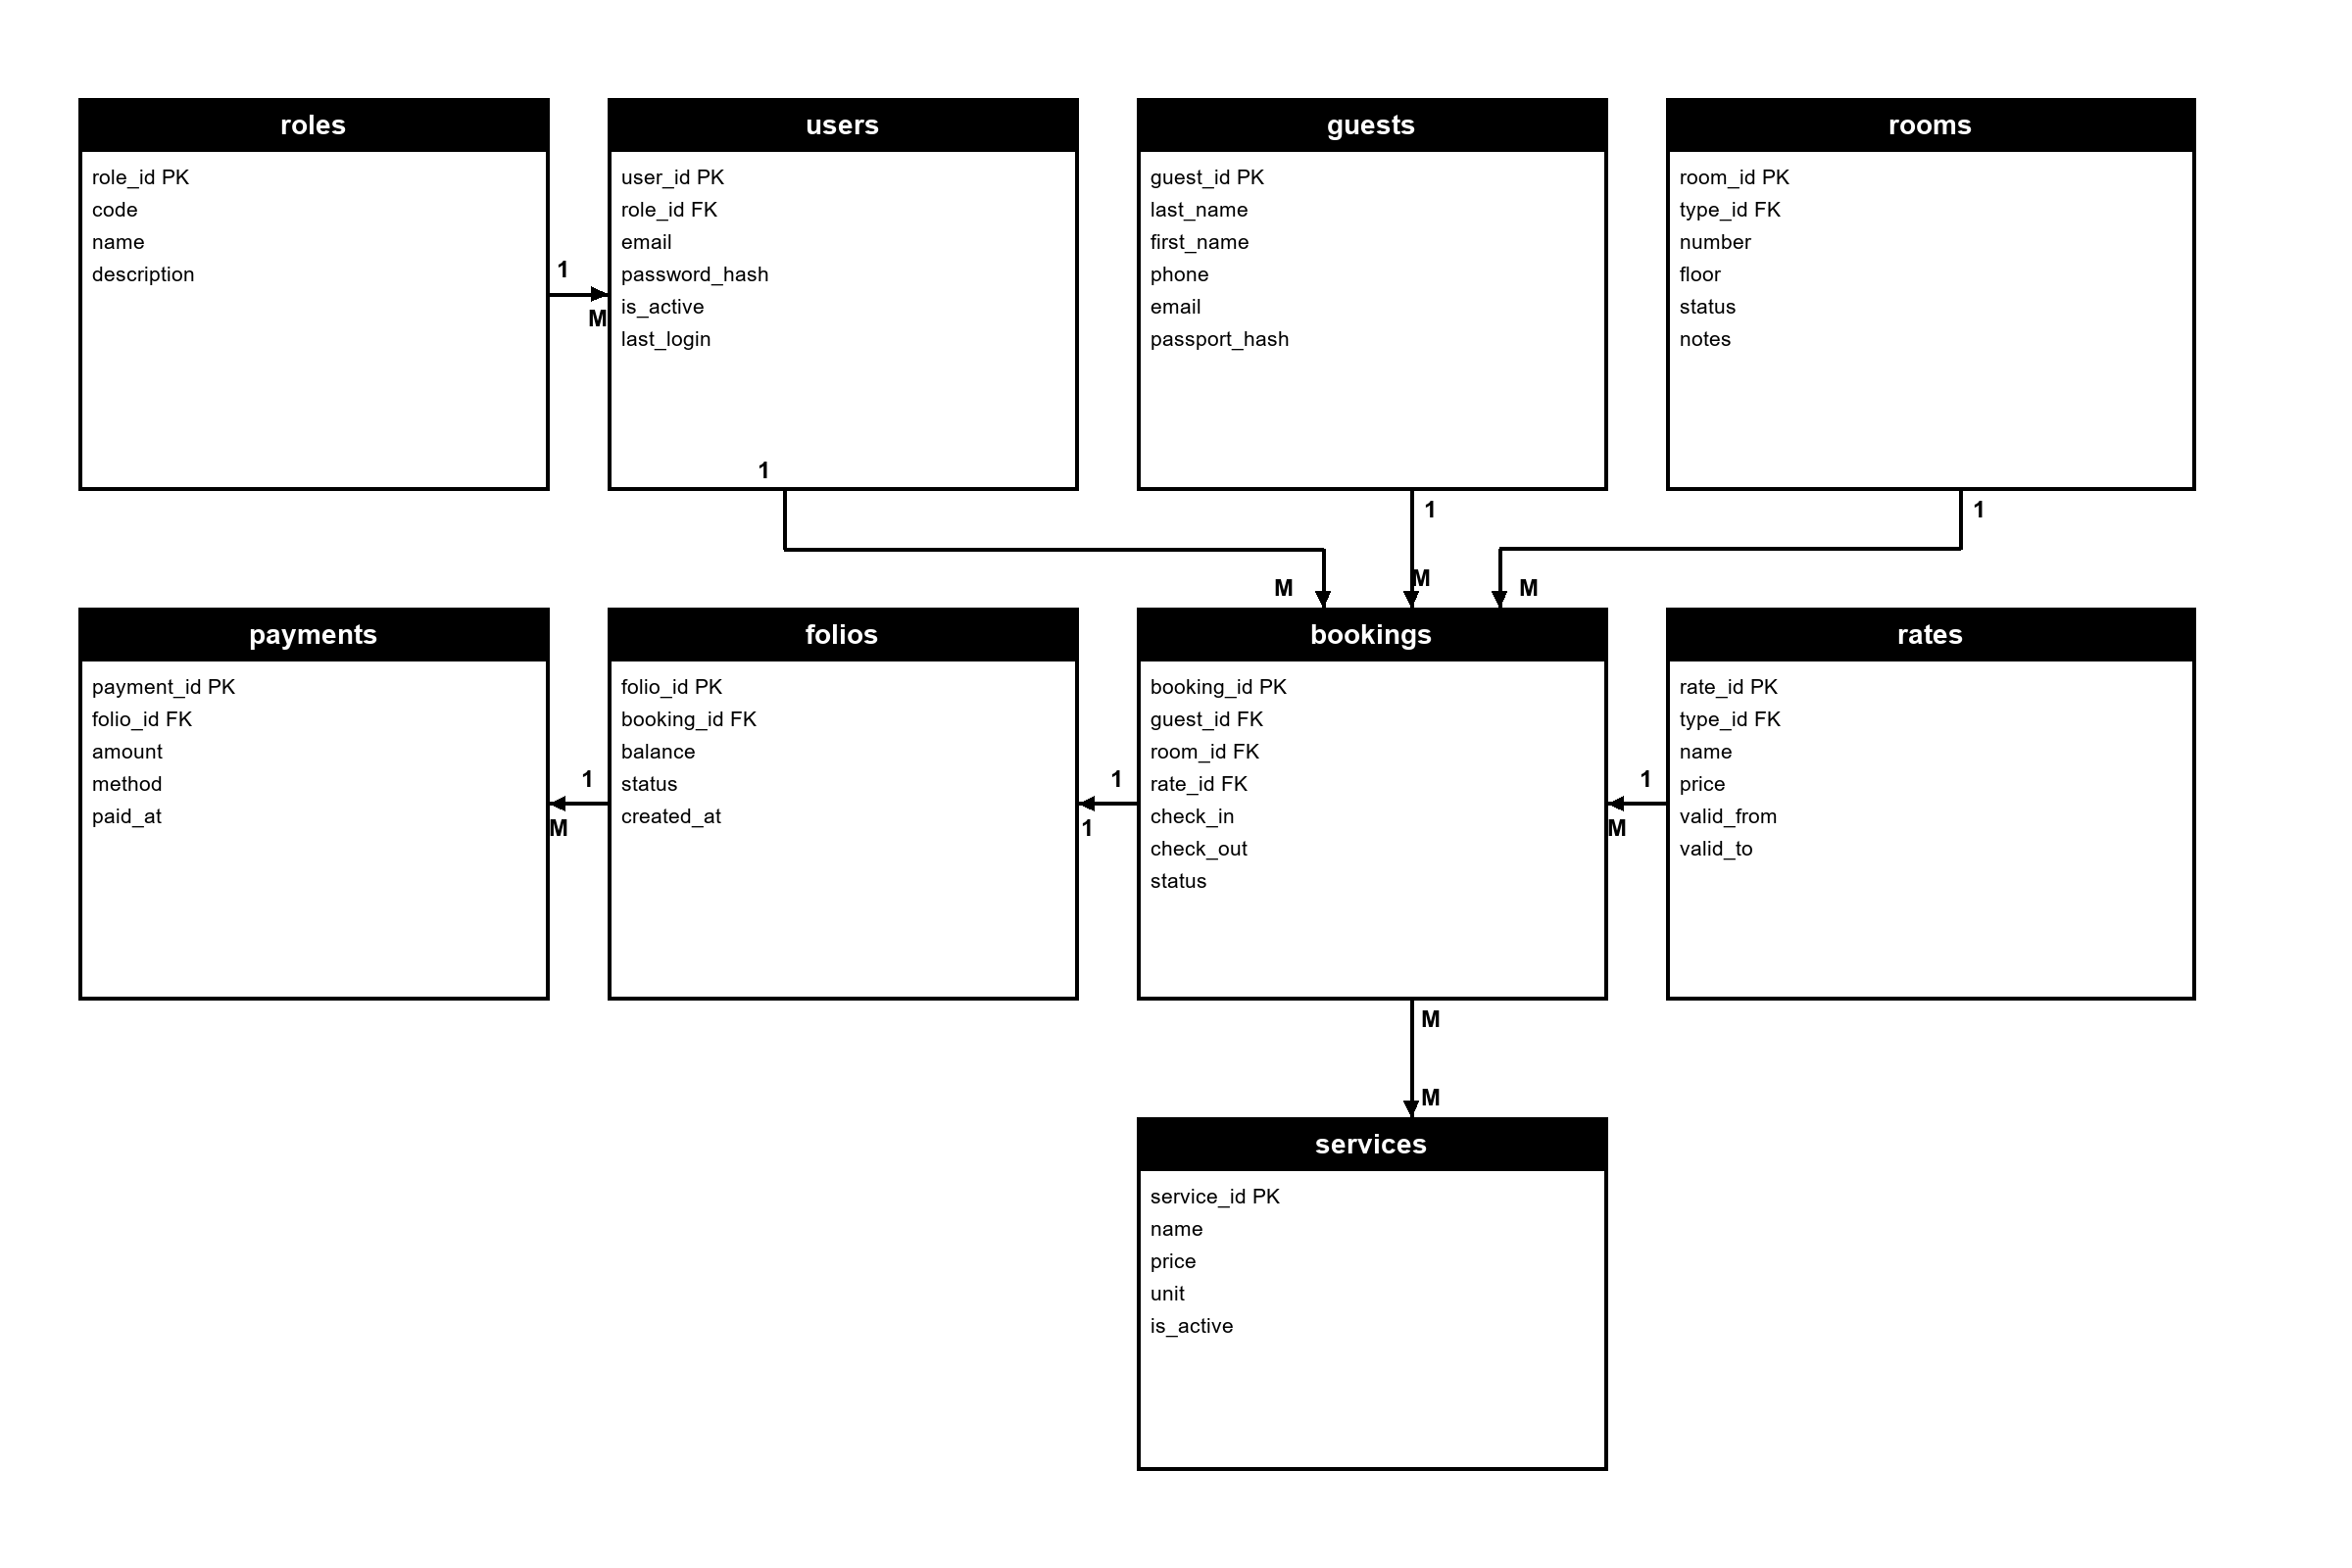 roles
role_id PK
code
name
description
1
M
users
user_id PK
role_id FK
email
password_hash
is_active
last_login
1
M
guests
guest_id PK
last_name
first_name
phone
email
passport_hash
1
M
rooms
room_id PK
type_id FK
number
floor
status
notes
1
M
payments
payment_id PK
folio_id FK
amount
method
paid_at
1
M
folios
folio_id PK
booking_id FK
balance
status
created_at
1
1
bookings
booking_id PK
guest_id FK
room_id FK
rate_id FK
check_in
check_out
status
1
M
rates
rate_id PK
type_id FK
name
price
valid_from
valid_to
M
M
services
service_id PK
name
price
unit
is_active